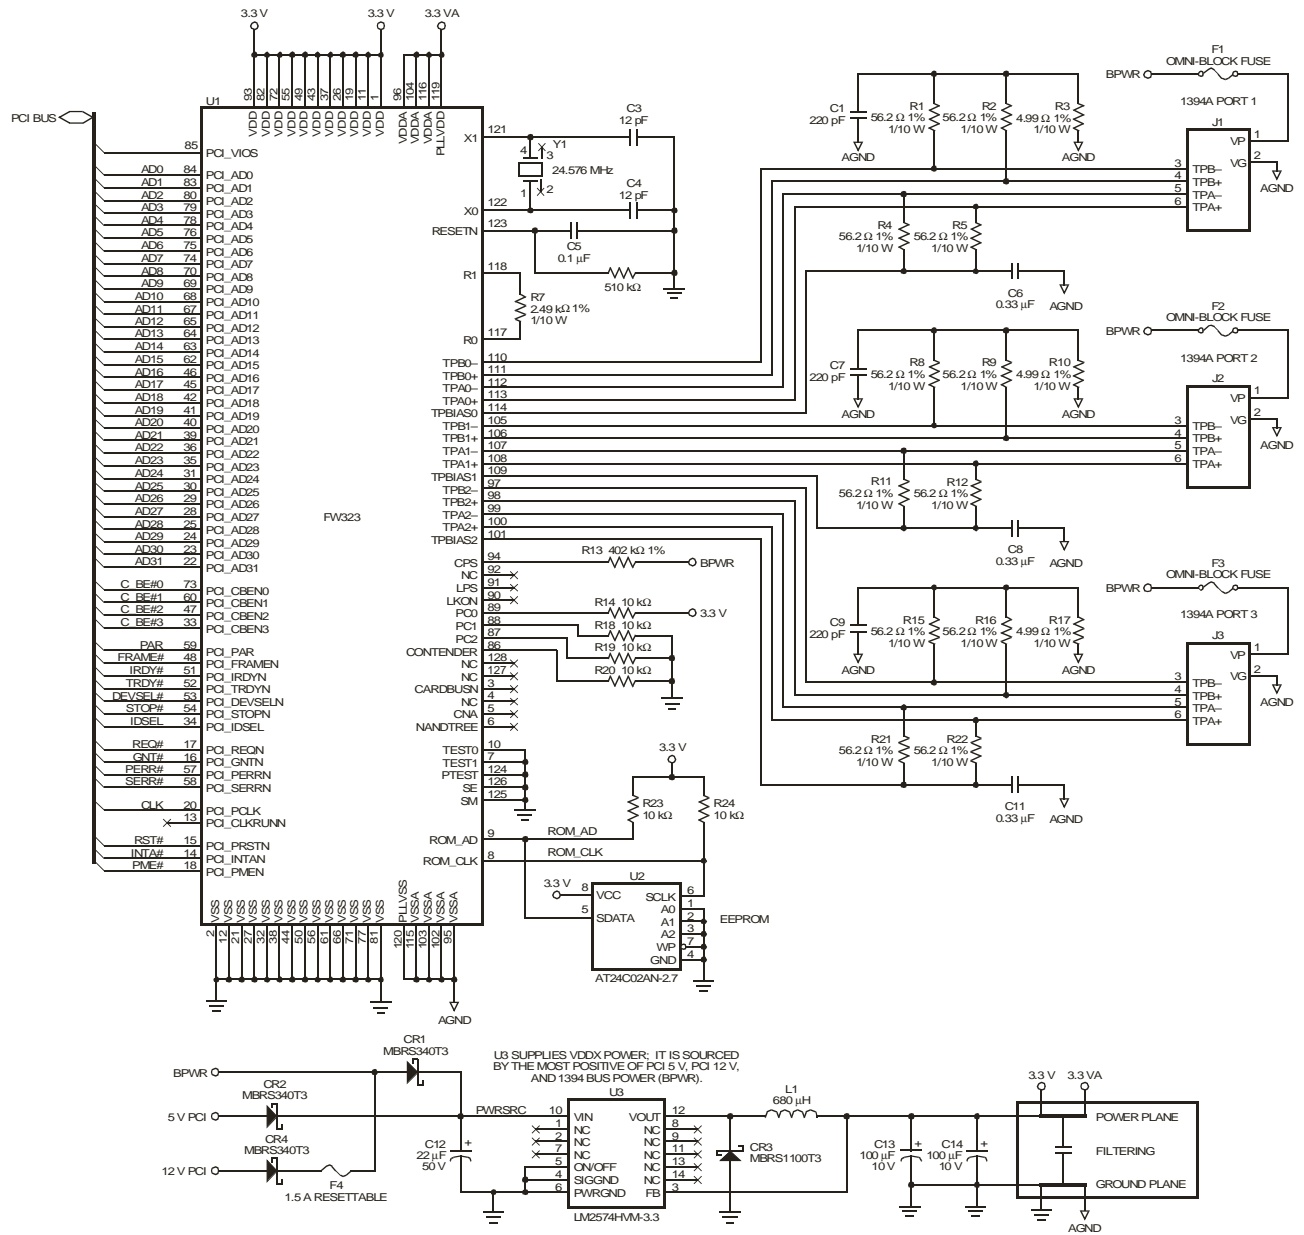 3.3 V
3.3 V
3.3 VA
93 VDD
82 VDD
72 VDD
55 VDD
49 VDD
43 VDD
37 VDD
26 VDD
19 VDD
11 VDD
1 VDD
96 VDDA
104 VDDA
116 VDDA
119 PLLVDD
U1
PCI BUS
85 PCI_VIOS
AD0 84 PCI_AD0
AD1 83 PCI_AD1
AD2 80 PCI_AD2
AD3 79 PCI_AD3
AD4 78 PCI_AD4
AD5 76 PCI_AD5
AD6 75 PCI_AD6
AD7 74 PCI_AD7
AD8 70 PCI_AD8
AD9 69 PCI_AD9
AD10 68 PCI_AD10
AD11 67 PCI_AD11
AD12 65 PCI_AD12
AD13 64 PCI_AD13
AD14 63 PCI_AD14
AD15 62 PCI_AD15
AD16 46 PCI_AD16
AD17 45 PCI_AD17
AD18 42 PCI_AD18
AD19 41 PCI_AD19
AD20 40 PCI_AD20
AD21 39 PCI_AD21
AD22 36 PCI_AD22
AD23 35 PCI_AD23
AD24 31 PCI_AD24
AD25 30 PCI_AD25
AD26 29 PCI_AD26
AD27 28 PCI_AD27
AD28 25 PCI_AD28
AD29 24 PCI_AD29
AD30 23 PCI_AD30
AD31 22 PCI_AD31
C_BE#0 73 PCI_CBEN0
C_BE#1 60 PCI_CBEN1
C_BE#2 47 PCI_CBEN2
C_BE#3 33 PCI_CBEN3
PAR 59 PCI_PAR
FRAME# 48 PCI_FRAMEN
IRDY# 51 PCI_IRDYN
TRDY# 52 PCI_TRDYN
DEVSEL# 53 PCI_DEVSELN
STOP# 54 PCI_STOPN
IDSEL 34 PCI_IDSEL
REQ# 17 PCI_REQN
GNT# 16 PCI_GNTN
PERR# 57 PCI_PERRN
SERR# 58 PCI_SERRN
CLK 20 PCI_PCLK
13 PCI_CLKRUNN
RST# 15 PCI_PRSTN
INTA# 14 PCI_INTAN
PME# 18 PCI_PMEN
FW323
VSS 2
VSS 12
VSS 21
VSS 27
VSS 32
VSS 38
VSS 44
VSS 50
VSS 56
VSS 61
VSS 66
VSS 71
VSS 77
VSS 81
PLLVSS 120
VSSA 115
VSSA 103
VSSA 102
VSSA 95
AGND
X1 121
X0 122
RESETN 123
R1 118
R0 117
TPB0– 110
TPB0+ 111
TPA0– 112
TPA0+ 113
TPBIAS0 114
TPB1– 105
TPB1+ 106
TPA1– 107
TPA1+ 108
TPBIAS1 109
TPB2– 97
TPB2+ 98
TPA2– 99
TPA2+ 100
TPBIAS2 101
CPS 94
NC 92
LPS 91
LKON 90
PC0 89
PC1 88
PC2 87
CONTENDER 86
NC 128
NC 127
CARDBUSN 3
NC 4
CNA 5
NANDTREE 6
TEST0 10
TEST1 7
PTEST 124
SE 126
SM 125
ROM_AD 9
ROM_CLK 8
C3
12 pF
4 3 Y1
24.576 MHz
1 2
C4
12 pF
C5
0.1 µF
510 kΩ
R7
2.49 kΩ 1%
1/10 W
R13 402 kΩ 1%
BPWR
R14 10 kΩ
3.3 V
R18 10 kΩ
R19 10 kΩ
R20 10 kΩ
3.3 V
R23
10 kΩ
R24
10 kΩ
ROM_AD
ROM_CLK
U2
3.3 V
8 VCC
5 SDATA
SCLK 6
A0 1
A1 2
A2 3
WP 7
GND 4
EEPROM
AT24C02AN-2.7
F1
OMNI-BLOCK FUSE
BPWR
1394A PORT 1
J1
VP 1
VG 2
AGND
3 TPB–
4 TPB+
5 TPA–
6 TPA+
C1
220 pF
AGND
R1
56.2 Ω 1%
1/10 W
R2
56.2 Ω 1%
1/10 W
R3
4.99 Ω 1%
1/10 W
AGND
R4
56.2 Ω 1%
1/10 W
R5
56.2 Ω 1%
1/10 W
C6
0.33 µF
AGND
F2
OMNI-BLOCK FUSE
BPWR
1394A PORT 2
J2
VP 1
VG 2
AGND
3 TPB–
4 TPB+
5 TPA–
6 TPA+
C7
220 pF
AGND
R8
56.2 Ω 1%
1/10 W
R9
56.2 Ω 1%
1/10 W
R10
4.99 Ω 1%
1/10 W
AGND
R11
56.2 Ω 1%
1/10 W
R12
56.2 Ω 1%
1/10 W
C8
0.33 µF
AGND
F3
OMNI-BLOCK FUSE
BPWR
1394A PORT 3
J3
VP 1
VG 2
AGND
3 TPB–
4 TPB+
5 TPA–
6 TPA+
C9
220 pF
AGND
R15
56.2 Ω 1%
1/10 W
R16
56.2 Ω 1%
1/10 W
R17
4.99 Ω 1%
1/10 W
AGND
R21
56.2 Ω 1%
1/10 W
R22
56.2 Ω 1%
1/10 W
C11
0.33 µF
AGND
CR1
MBRS340T3
BPWR
CR2
MBRS340T3
5 V PCI
CR4
MBRS340T3
12 V PCI
F4
1.5 A RESETTABLE
PWRSRC
C12
22 µF
50 V
+
U3 SUPPLIES VDDX POWER; IT IS SOURCED
BY THE MOST POSITIVE OF PCI 5 V, PCI 12 V,
AND 1394 BUS POWER (BPWR).
U3
10 VIN
1 NC
2 NC
7 NC
5 ON/OFF
4 SIGGND
6 PWRGND
VOUT 12
NC 8
NC 9
NC 11
NC 13
NC 14
FB 3
LM2574HVM-3.3
L1
680 µH
CR3
MBRS1100T3
C13
100 µF
10 V
+
C14
100 µF
10 V
+
3.3 V
3.3 VA
POWER PLANE
FILTERING
GROUND PLANE
AGND